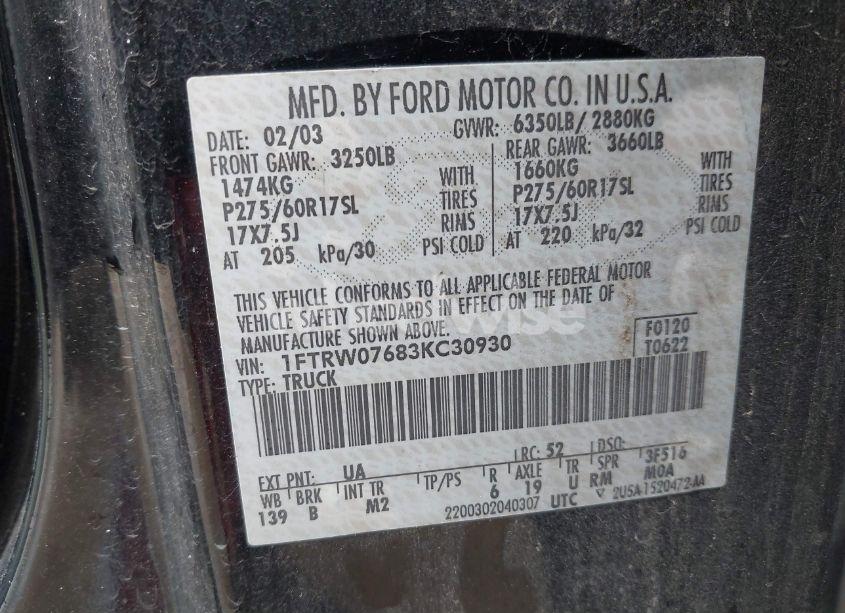 MFD. BY FORD MOTOR CO. IN U.S.A.
DATE: 02/03 GVWR: 6350LB/ 2880KG
FRONT GAWR: 3250LB REAR GAWR: 3660LB
1474KG WITH 1660KG WITH
P275/60R17SL TIRES P275/60R17SL TIRES
17X7.5J RIMS 17X7.5J RIMS
AT 205 kPa/30 PSI COLD AT 220 kPa/32 PSI COLD
THIS VEHICLE CONFORMS TO ALL APPLICABLE FEDERAL MOTOR
VEHICLE SAFETY STANDARDS IN EFFECT ON THE DATE OF
MANUFACTURE SHOWN ABOVE.
VIN: 1FTRW07683KC30930 F0120
TYPE: TRUCK T0622
EXT PNT: UA RC: 52 DSO:
WB BRK INT TR TP/PS R AXLE TR SPR 3F516
139 B M2 6 19 U RM M0A
2200302040307 UTC 2U5A-1520472-AA
wise